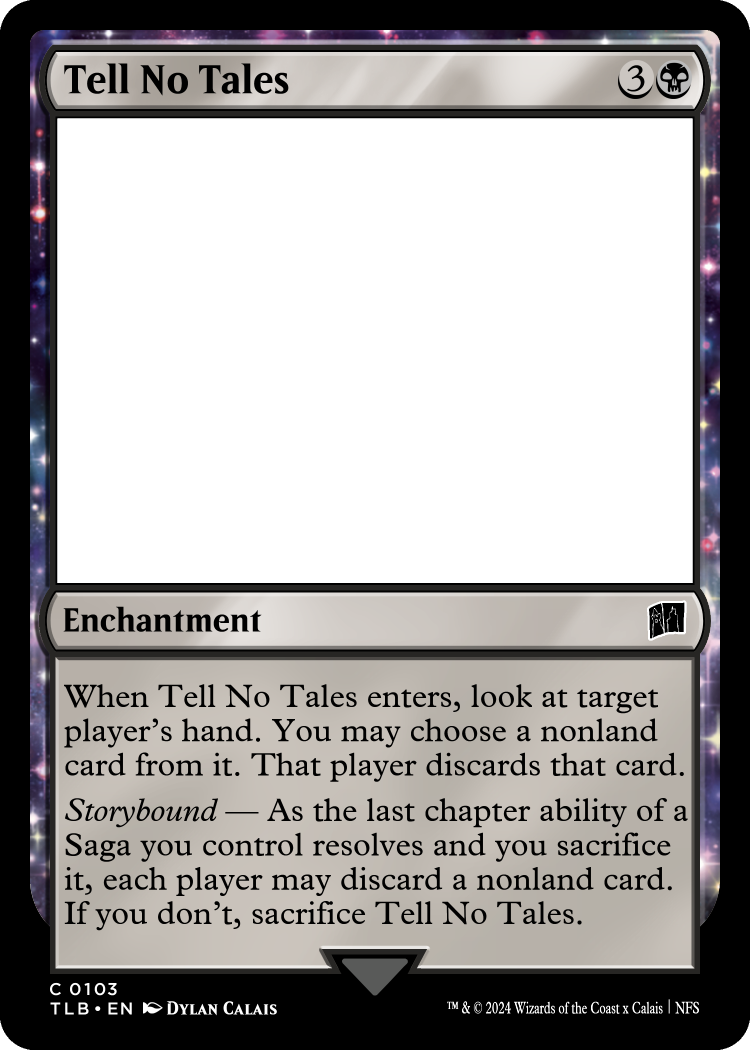 Tell No Tales 3
Enchantment
When Tell No Tales enters, look at target
player's hand. You may choose a nonland
card from it. That player discards that card.
Storybound — As the last chapter ability of a
Saga you control resolves and you sacrifice
it, each player may discard a nonland card.
If you don't, sacrifice Tell No Tales.
C 0103
TLB • EN Dylan Calais
™ & © 2024 Wizards of the Coast x Calais | NFS